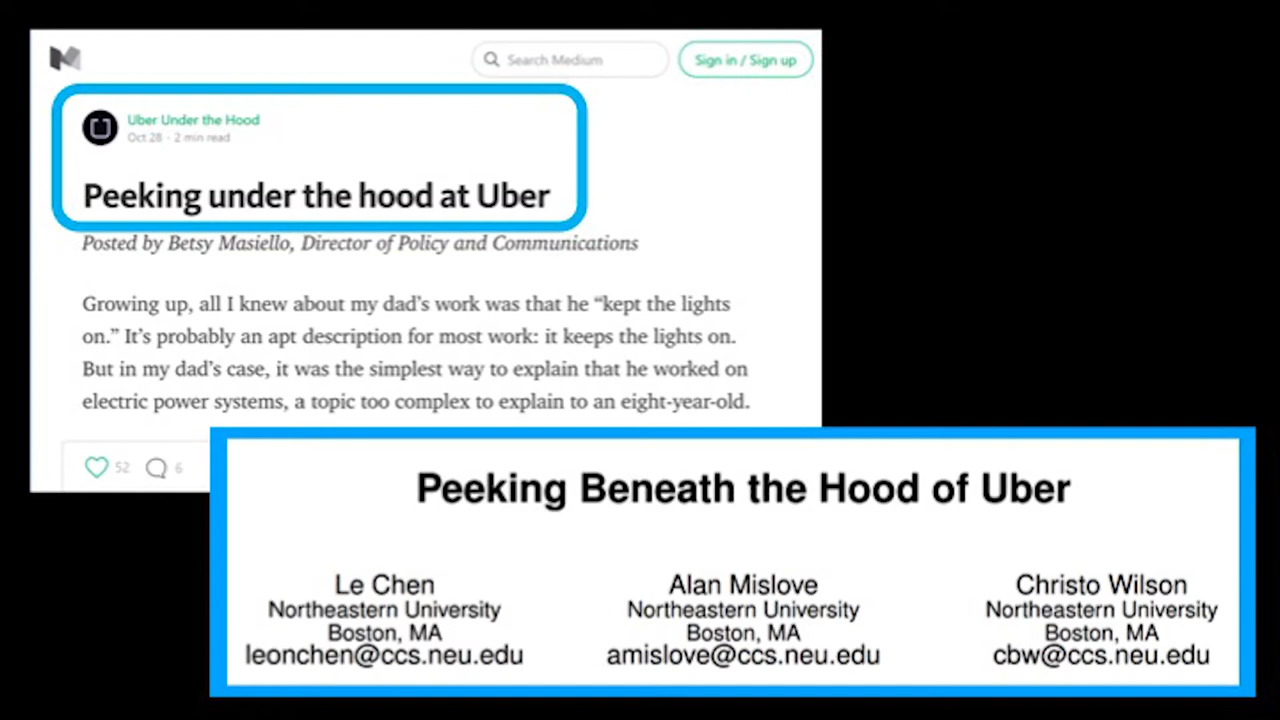 Search Medium
Sign in / Sign up
Uber Under the Hood
Oct 28 · 2 min read
Peeking under the hood at Uber
Posted by Betsy Masiello, Director of Policy and Communications
Growing up, all I knew about my dad’s work was that he “kept the lights
on.” It’s probably an apt description for most work: it keeps the lights on.
But in my dad’s case, it was the simplest way to explain that he worked on
electric power systems, a topic too complex to explain to an eight-year-old.
52 6
Peeking Beneath the Hood of Uber
Le Chen Alan Mislove Christo Wilson
Northeastern University Northeastern University Northeastern University
Boston, MA Boston, MA Boston, MA
leonchen@ccs.neu.edu amislove@ccs.neu.edu cbw@ccs.neu.edu